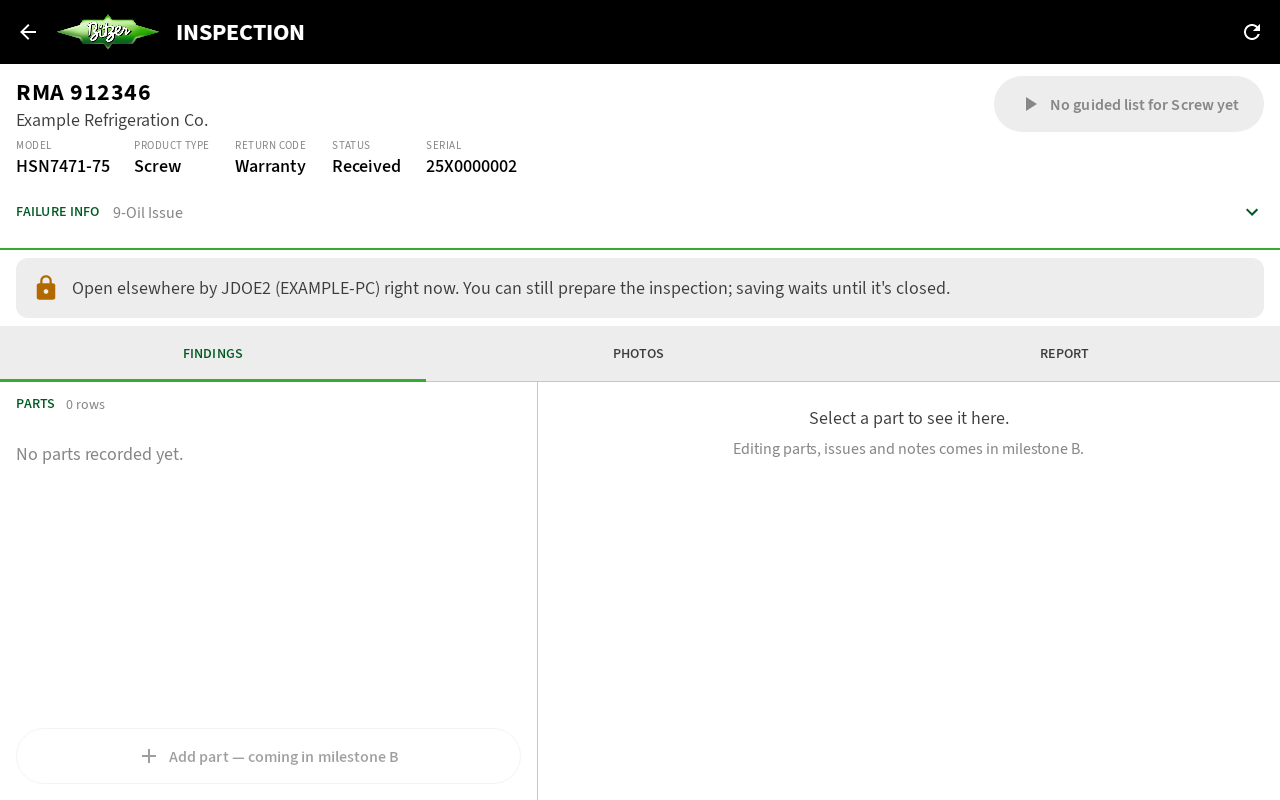 Bitzer
INSPECTION
RMA 912346
Example Refrigeration Co.
No guided list for Screw yet
MODEL PRODUCT TYPE RETURN CODE STATUS SERIAL
HSN7471-75 Screw Warranty Received 25X0000002
FAILURE INFO 9-Oil Issue
Open elsewhere by JDOE2 (EXAMPLE-PC) right now. You can still prepare the inspection; saving waits until it's closed.
FINDINGS PHOTOS REPORT
PARTS 0 rows
No parts recorded yet.
Select a part to see it here.
Editing parts, issues and notes comes in milestone B.
Add part — coming in milestone B